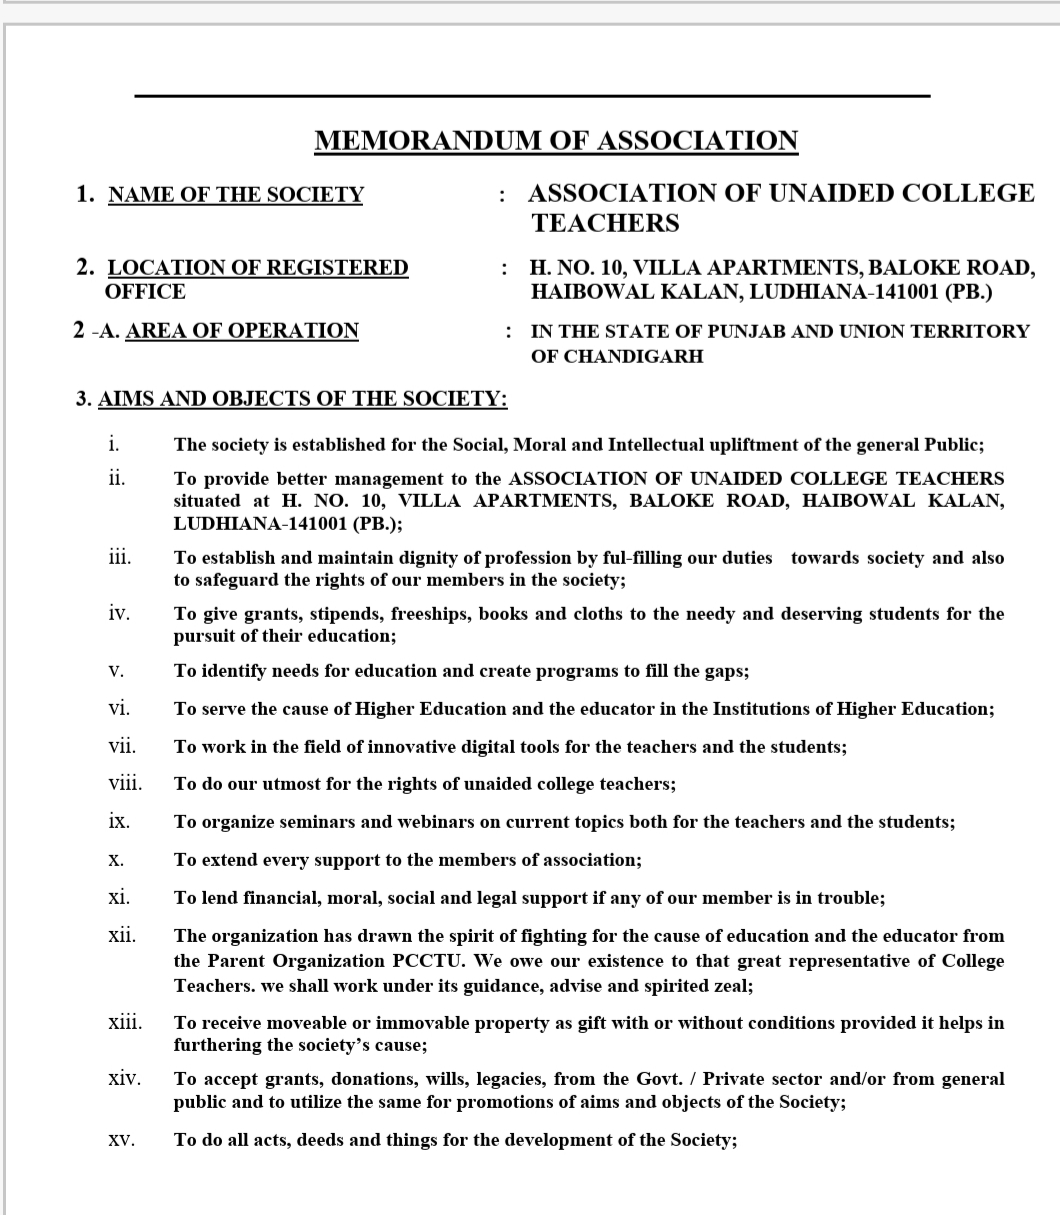 MEMORANDUM OF ASSOCIATION
1. NAME OF THE SOCIETY : ASSOCIATION OF UNAIDED COLLEGE
TEACHERS
2. LOCATION OF REGISTERED : H. NO. 10, VILLA APARTMENTS, BALOKE ROAD,
OFFICE HAIBOWAL KALAN, LUDHIANA-141001 (PB.)
2 -A. AREA OF OPERATION : IN THE STATE OF PUNJAB AND UNION TERRITORY
OF CHANDIGARH
3. AIMS AND OBJECTS OF THE SOCIETY:
i. The society is established for the Social, Moral and Intellectual upliftment of the general Public;
ii. To provide better management to the ASSOCIATION OF UNAIDED COLLEGE TEACHERS
situated at H. NO. 10, VILLA APARTMENTS, BALOKE ROAD, HAIBOWAL KALAN,
LUDHIANA-141001 (PB.);
iii. To establish and maintain dignity of profession by ful-filling our duties towards society and also
to safeguard the rights of our members in the society;
iv. To give grants, stipends, freeships, books and cloths to the needy and deserving students for the
pursuit of their education;
v. To identify needs for education and create programs to fill the gaps;
vi. To serve the cause of Higher Education and the educator in the Institutions of Higher Education;
vii. To work in the field of innovative digital tools for the teachers and the students;
viii. To do our utmost for the rights of unaided college teachers;
ix. To organize seminars and webinars on current topics both for the teachers and the students;
x. To extend every support to the members of association;
xi. To lend financial, moral, social and legal support if any of our member is in trouble;
xii. The organization has drawn the spirit of fighting for the cause of education and the educator from
the Parent Organization PCCTU. We owe our existence to that great representative of College
Teachers. we shall work under its guidance, advise and spirited zeal;
xiii. To receive moveable or immovable property as gift with or without conditions provided it helps in
furthering the society’s cause;
xiv. To accept grants, donations, wills, legacies, from the Govt. / Private sector and/or from general
public and to utilize the same for promotions of aims and objects of the Society;
xv. To do all acts, deeds and things for the development of the Society;